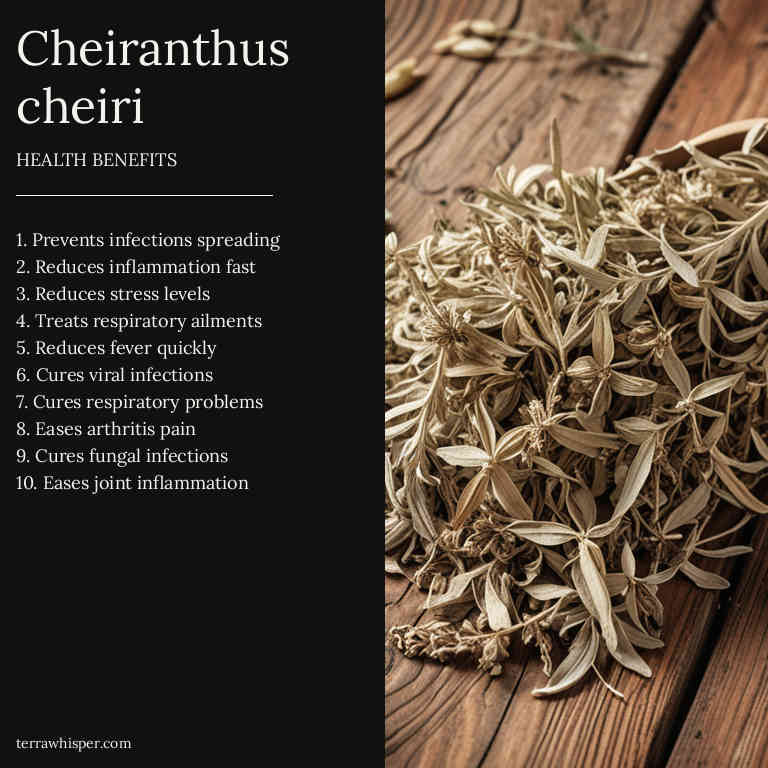 Cheiranthus
cheiri
HEALTH BENEFITS
1. Prevents infections spreading
2. Reduces inflammation fast
3. Reduces stress levels
4. Treats respiratory ailments
5. Reduces fever quickly
6. Cures viral infections
7. Cures respiratory problems
8. Eases arthritis pain
9. Cures fungal infections
10. Eases joint inflammation
terrawhisper.com